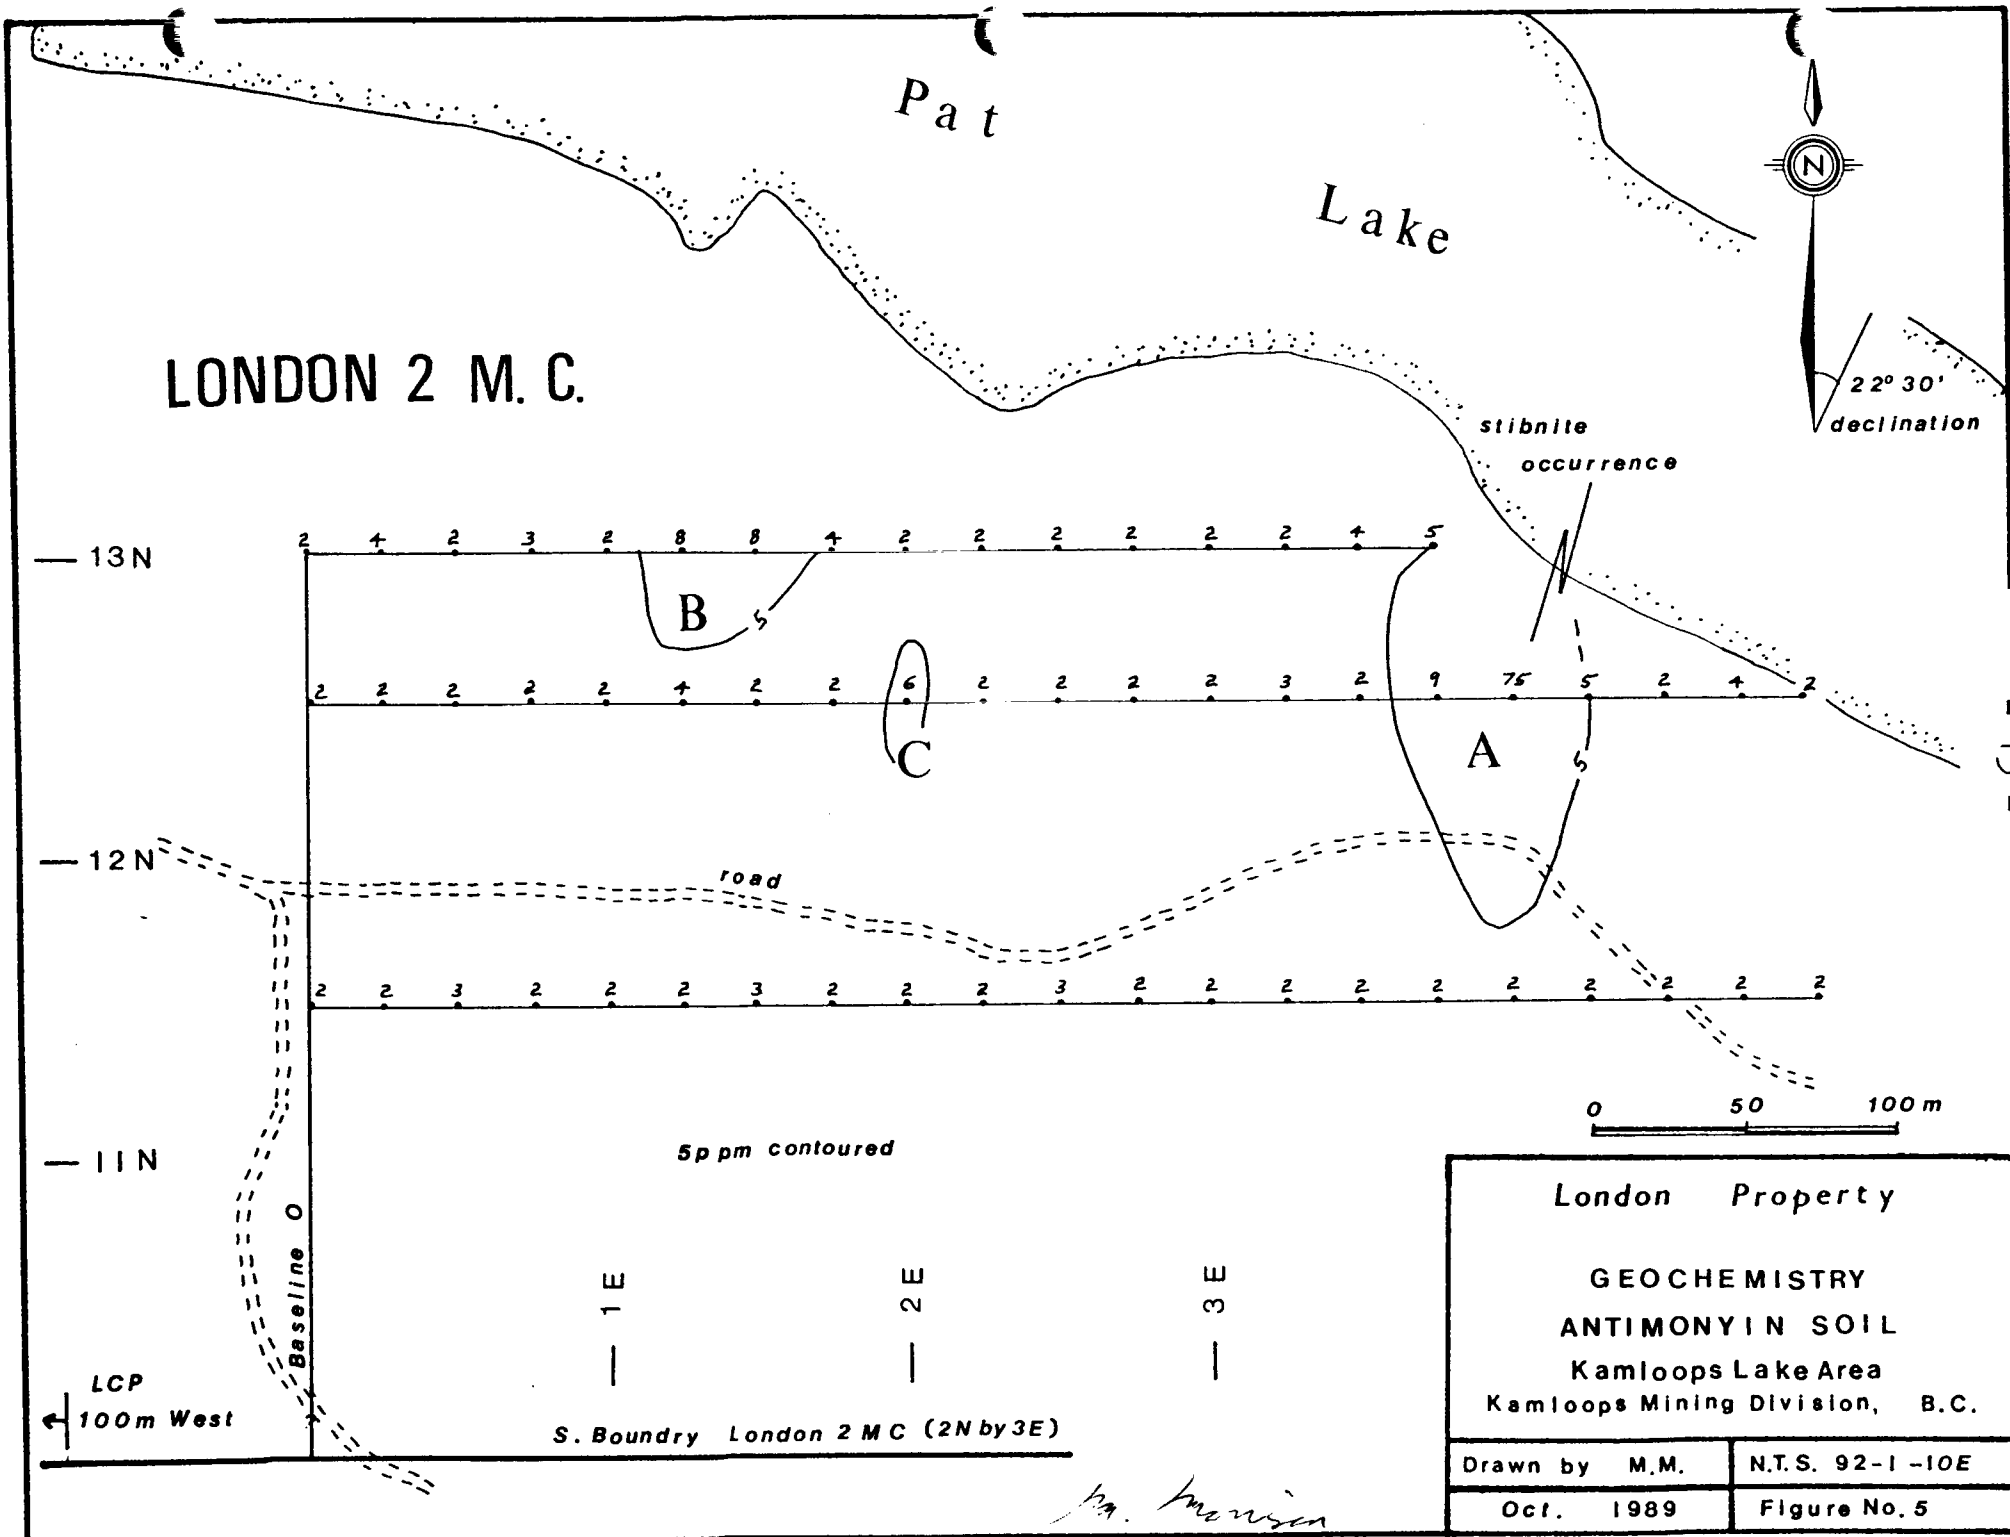 Pat
Lake
N
22° 30'
declination
LONDON 2 M. C.
stibnite
occurrence
2 4 2 3 2 8 8 4 2 2 2 2 2 2 4 5
13N
B
5
2 2 2 2 2 4 2 2 6 2 2 2 2 3 2 9 75 5 2 4 2
C
A
5
12N
road
2 2 3 2 2 2 3 2 2 2 3 2 2 2 2 2 2 2 2 2 2
0 50 100 m
11N
5ppm contoured
Baseline 0
1E
2E
3E
LCP
100m West
S. Boundry London 2 MC (2N by 3E)
London Property
GEOCHEMISTRY
ANTIMONY IN SOIL
Kamloops Lake Area
Kamloops Mining Division, B.C.
Drawn by M.M.
N.T.S. 92-I-10E
Oct. 1989
Figure No. 5